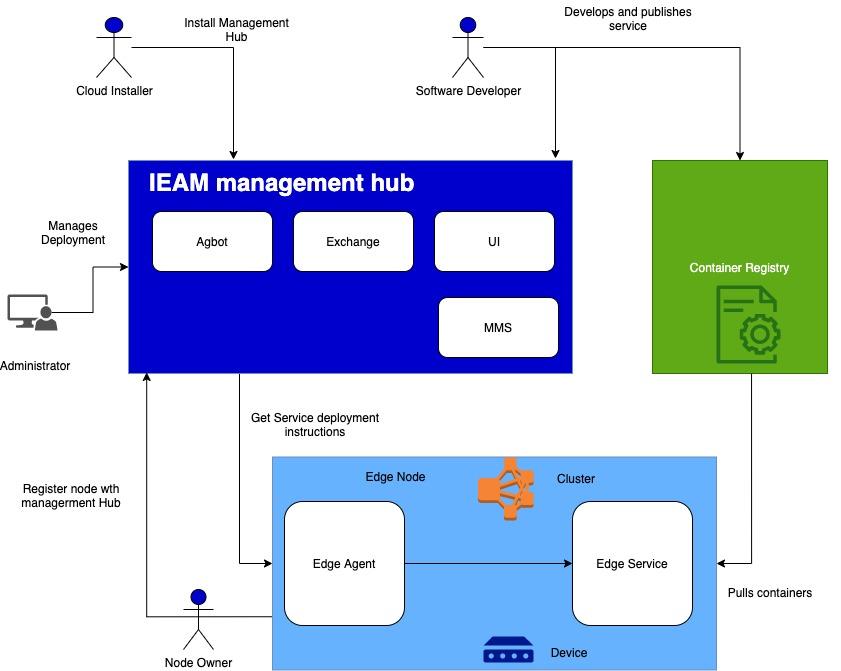 Install Management
Hub
Develops and publishes
service
Cloud Installer
Software Developer
IEAM management hub
Agbot
Exchange
UI
MMS
Manages
Deployment
Administrator
Container Registry
Get Service deployment
instructions
Register node wth
managerment Hub
Edge Node
Cluster
Edge Agent
Edge Service
Pulls containers
Device
Node Owner